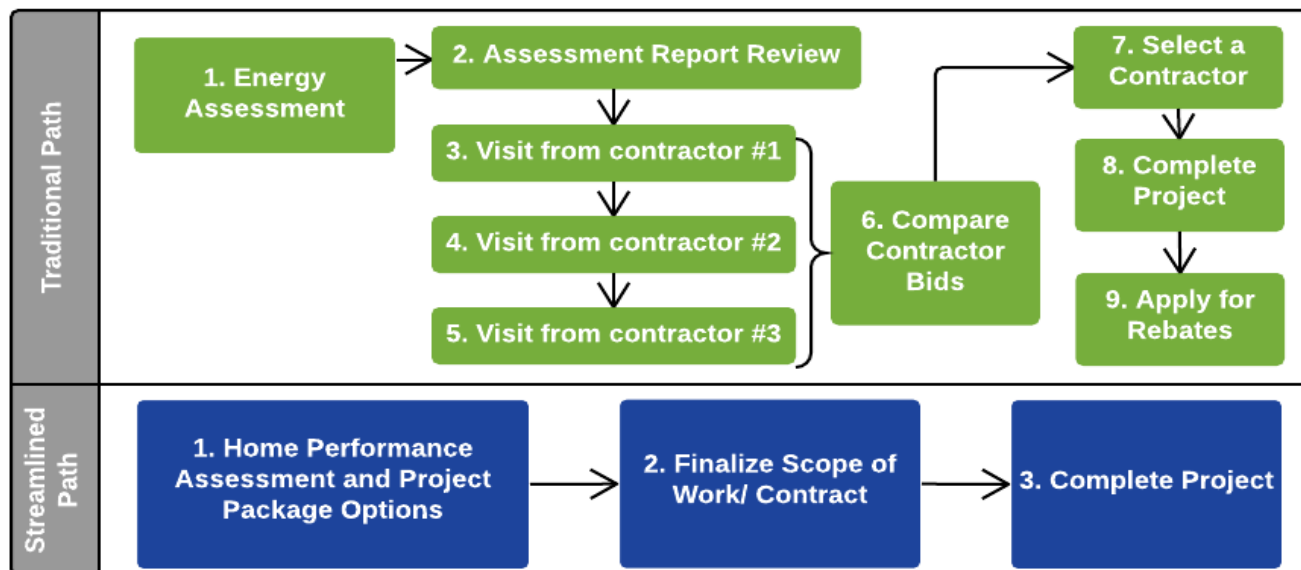 Traditional Path
1. Energy
Assessment
2. Assessment Report Review
3. Visit from contractor #1
4. Visit from contractor #2
5. Visit from contractor #3
6. Compare
Contractor
Bids
7. Select a
Contractor
8. Complete
Project
9. Apply for
Rebates
Streamlined
Path
1. Home Performance
Assessment and Project
Package Options
2. Finalize Scope of
Work/ Contract
3. Complete Project